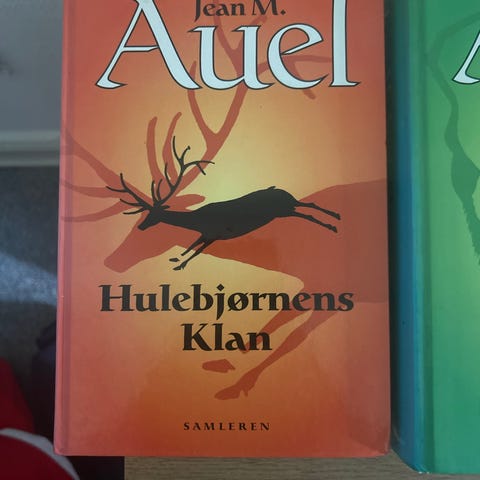 Jean M.
Auel
Hulebjørnens
Klan
SAMLEREN